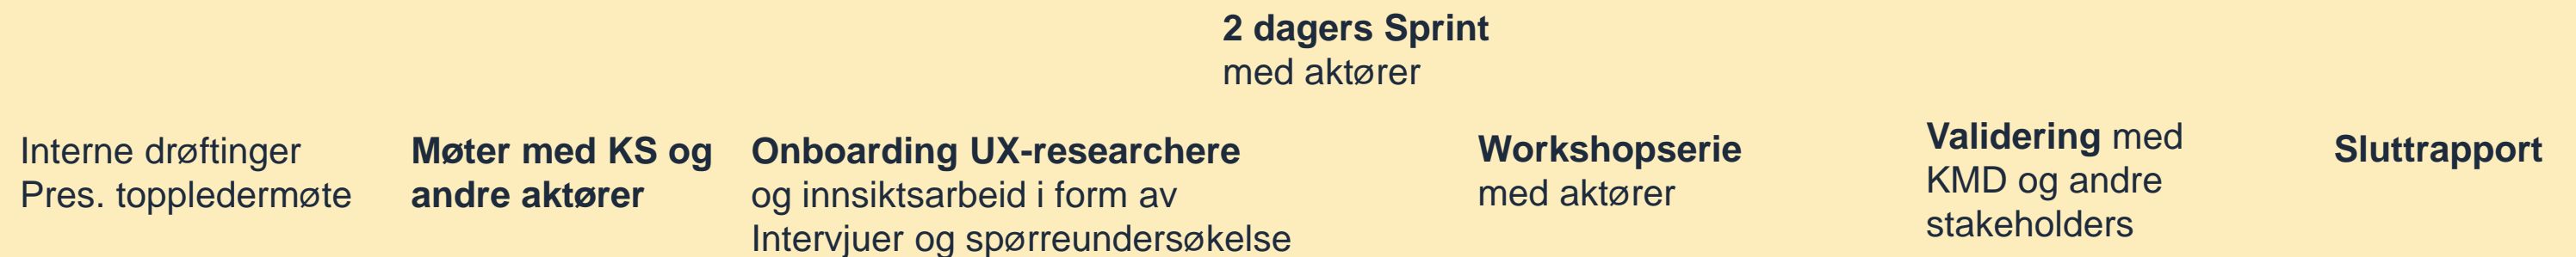 2 dagers Sprint
med aktører
Interne drøftinger
Pres. toppledermøte
Møter med KS og
andre aktører
Onboarding UX-researchere
og innsiktsarbeid i form av
Intervjuer og spørreundersøkelse
Workshopserie
med aktører
Validering med
KMD og andre
stakeholders
Sluttrapport